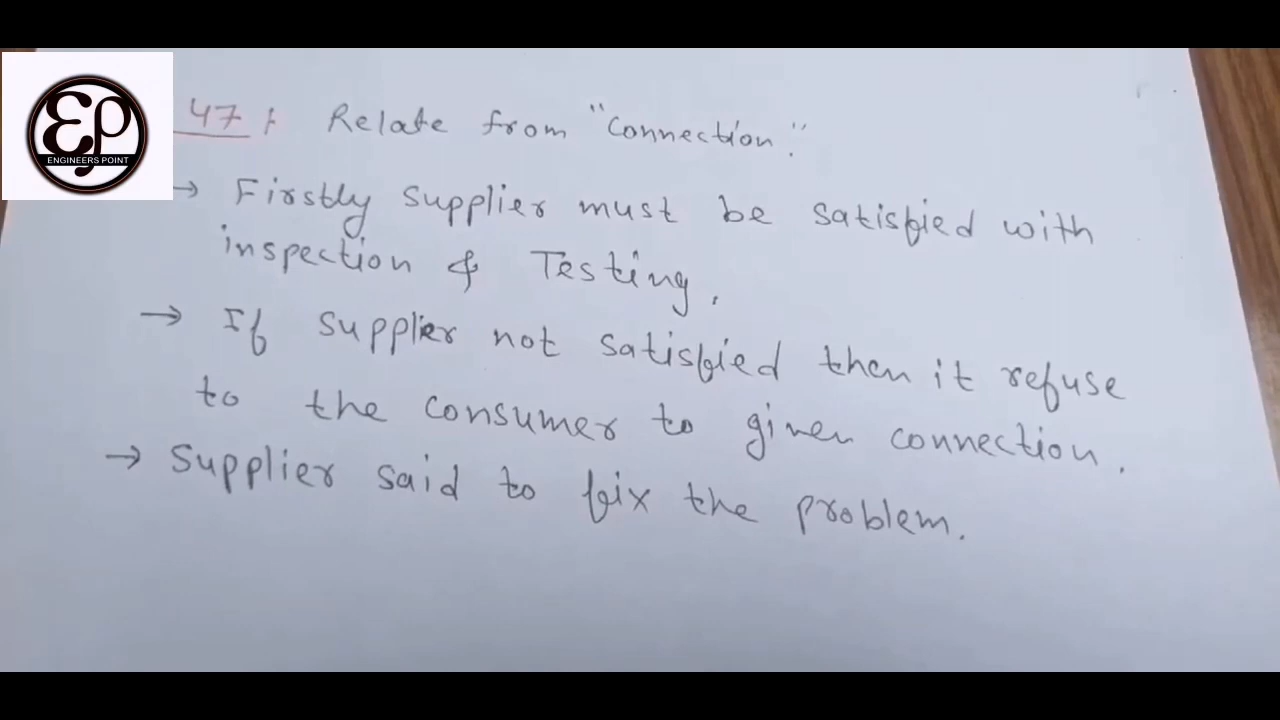 EP
ENGINEERS POINT
47 : Relate from "Connection."
→ Firstly supplier must be satisfied with
inspection & Testing.
→ If supplier not satisfied then it refuse
to the consumer to given connection.
→ Supplier said to fix the problem.